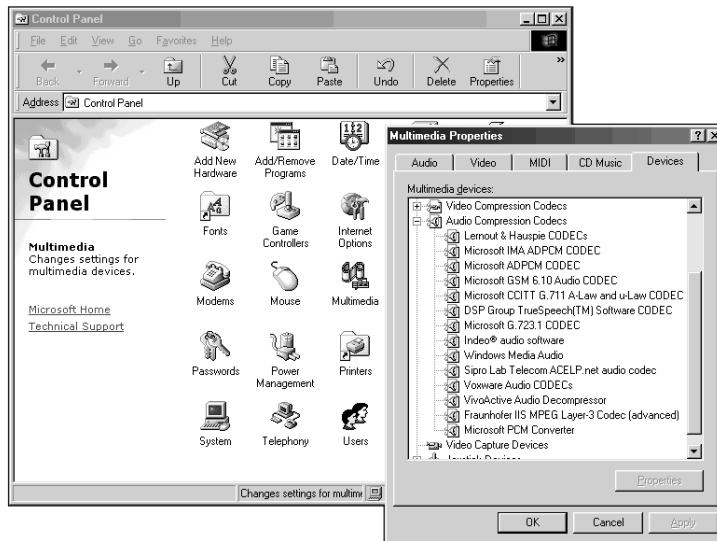 Control Panel
File Edit View Go Favorites Help
Back Forward Up Cut Copy Paste Undo Delete Properties »
Address Control Panel
Control
Panel
Multimedia
Changes settings for
multimedia devices.
Microsoft Home
Technical Support
Add New
Hardware
Add/Remove
Programs
Date/Time
Fonts
Game
Controllers
Internet
Options
Modems
Mouse
Multimedia
Passwords
Power
Management
Printers
System
Telephony
Users
Changes settings for multime
Multimedia Properties
Audio Video MIDI CD Music Devices
Multimedia devices:
Video Compression Codecs
Audio Compression Codecs
Lernout & Hauspie CODECs
Microsoft IMA ADPCM CODEC
Microsoft ADPCM CODEC
Microsoft GSM 6.10 Audio CODEC
Microsoft CCITT G.711 A-Law and u-Law CODEC
DSP Group TrueSpeech(TM) Software CODEC
Microsoft G.723.1 CODEC
Indeo® audio software
Windows Media Audio
Sipro Lab Telecom ACELP.net audio codec
Voxware Audio CODECs
VivoActive Audio Decompressor
Fraunhofer IIS MPEG Layer-3 Codec (advanced)
Microsoft PCM Converter
Video Capture Devices
Properties
OK Cancel Apply